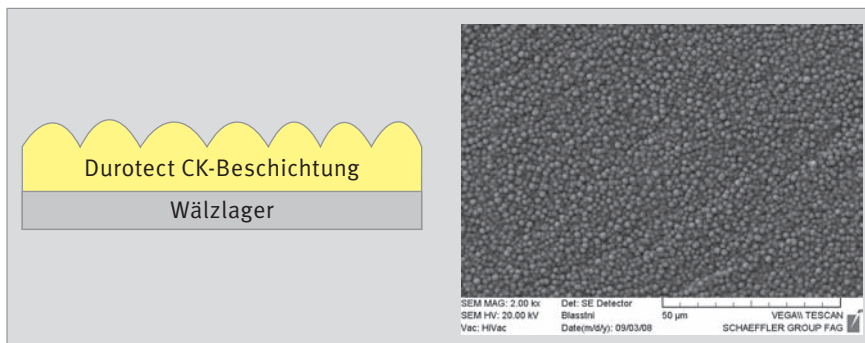 Durotect CK-Beschichtung
Wälzlager
SEM MAG: 2.00 kx Det: SE Detector
SEM HV: 20.00 kV Blasstnl 50 µm VEGA\\ TESCAN
Vac: HiVac Date(m/d/y): 09/03/08 SCHAEFFLER GROUP FAG